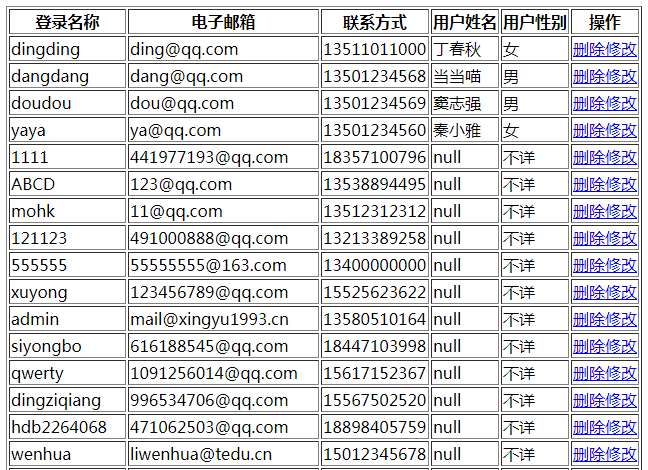 登录名称 电子邮箱 联系方式 用户姓名 用户性别 操作
dingding ding@qq.com 13511011000 丁春秋 女 删除修改
dangdang dang@qq.com 13501234568 当当喵 男 删除修改
doudou dou@qq.com 13501234569 窦志强 男 删除修改
yaya ya@qq.com 13501234560 秦小雅 女 删除修改
1111 441977193@qq.com 18357100796 null 不详 删除修改
ABCD 123@qq.com 13538894495 null 不详 删除修改
mohk 11@qq.com 13512312312 null 不详 删除修改
121123 491000888@qq.com 13213389258 null 不详 删除修改
555555 55555555@163.com 13400000000 null 不详 删除修改
xuyong 123456789@qq.com 15525623622 null 不详 删除修改
admin mail@xingyu1993.cn 13580510164 null 不详 删除修改
siyongbo 616188545@qq.com 18447103998 null 不详 删除修改
qwerty 1091256014@qq.com 15617152367 null 不详 删除修改
dingziqiang 996534706@qq.com 15567502520 null 不详 删除修改
hdb2264068 471062503@qq.com 18898405759 null 不详 删除修改
wenhua liwenhua@tedu.cn 15012345678 null 不详 删除修改